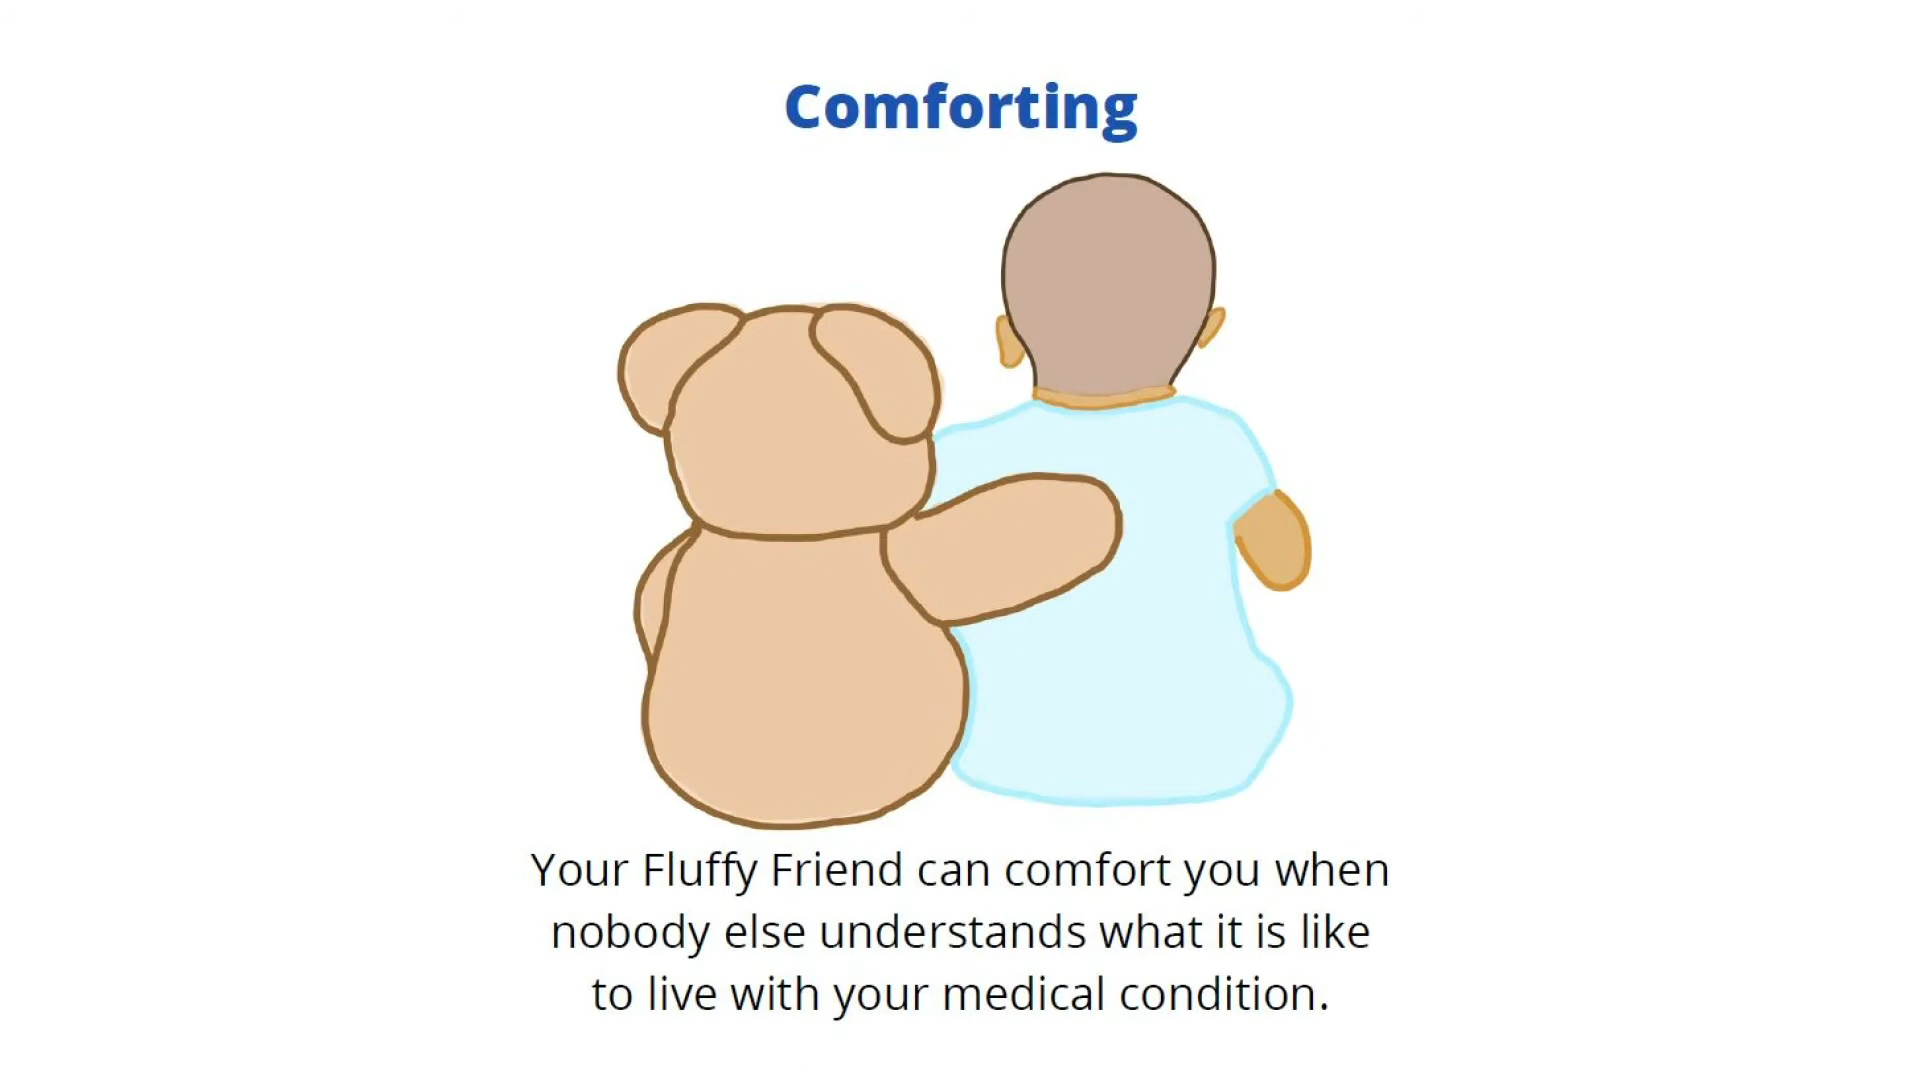 Comforting
Your Fluffy Friend can comfort you when
nobody else understands what it is like
to live with your medical condition.